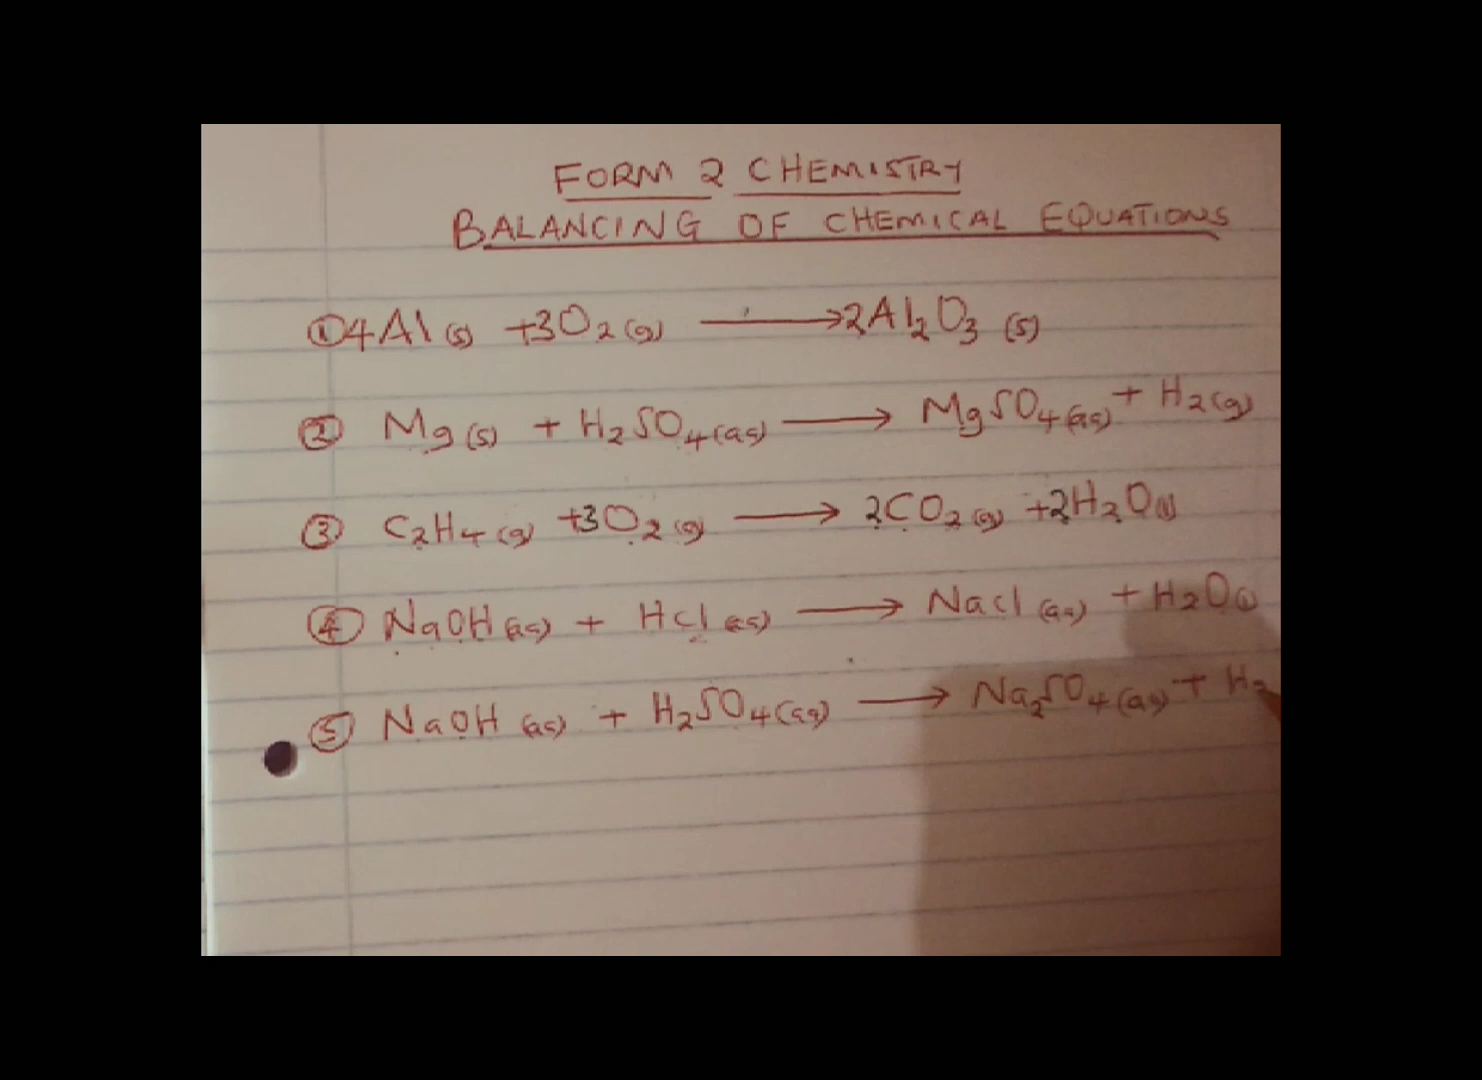 FORM 2 CHEMISTRY
BALANCING OF CHEMICAL EQUATIONS
① 4Al(s) + 3O₂(g) ⟶ 2Al₂O₃(s)
② Mg(s) + H₂SO₄(aq) ⟶ MgSO₄(aq) + H₂(g)
③ C₂H₄(g) + 3O₂(g) ⟶ 2CO₂(g) + 2H₂O(l)
④ NaOH(aq) + HCl(aq) ⟶ NaCl(aq) + H₂O(l)
⑤ NaOH(aq) + H₂SO₄(aq) ⟶ Na₂SO₄(aq) + H₂